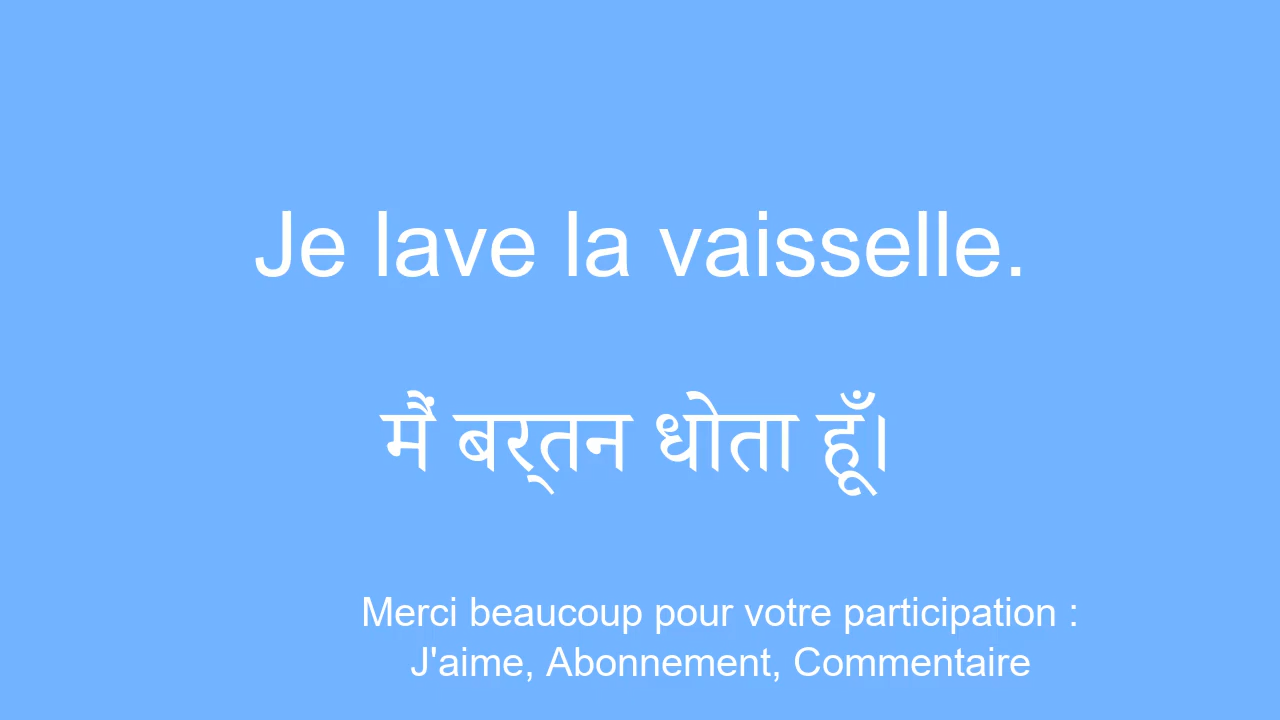 Je lave la vaisselle.
मैं बर्तन धोता हूँ।
Merci beaucoup pour votre participation :
J'aime, Abonnement, Commentaire